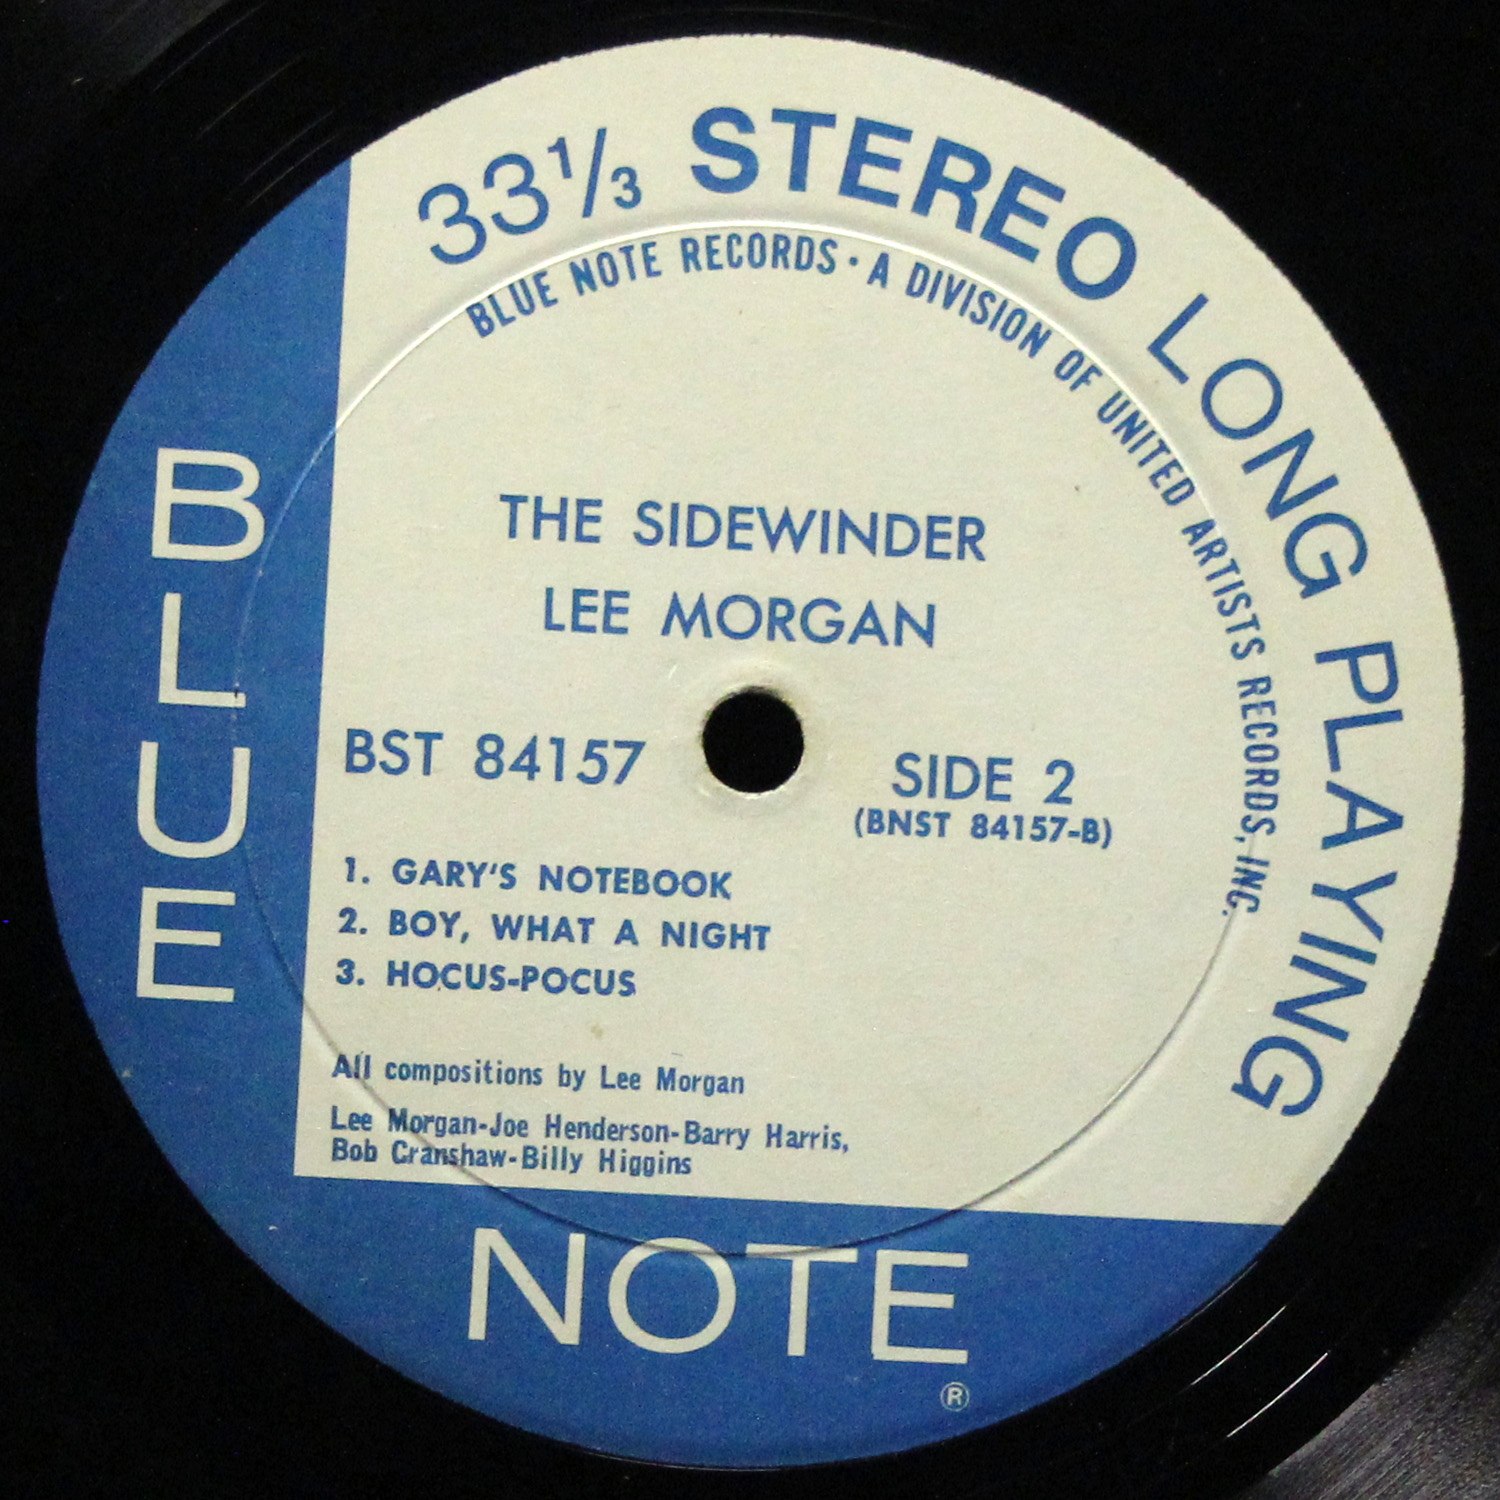 33 1/3 STEREO LONG PLAYING
BLUE NOTE RECORDS · A DIVISION OF UNITED ARTISTS RECORDS, INC.
THE SIDEWINDER
LEE MORGAN
BST 84157
SIDE 2
(BNST 84157-B)
1. GARY'S NOTEBOOK
2. BOY, WHAT A NIGHT
3. HOCUS-POCUS
All compositions by Lee Morgan
Lee Morgan-Joe Henderson-Barry Harris,
Bob Cranshaw-Billy Higgins
BLUE
NOTE
®